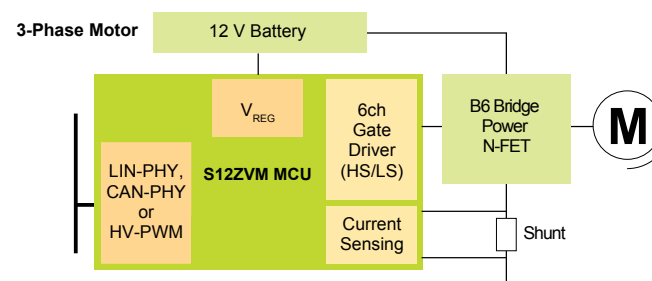 3-Phase Motor
12 V Battery
VREG
6ch
Gate
Driver
(HS/LS)
B6 Bridge
Power
N-FET
M
LIN-PHY,
CAN-PHY
or
HV-PWM
S12ZVM MCU
Current
Sensing
Shunt